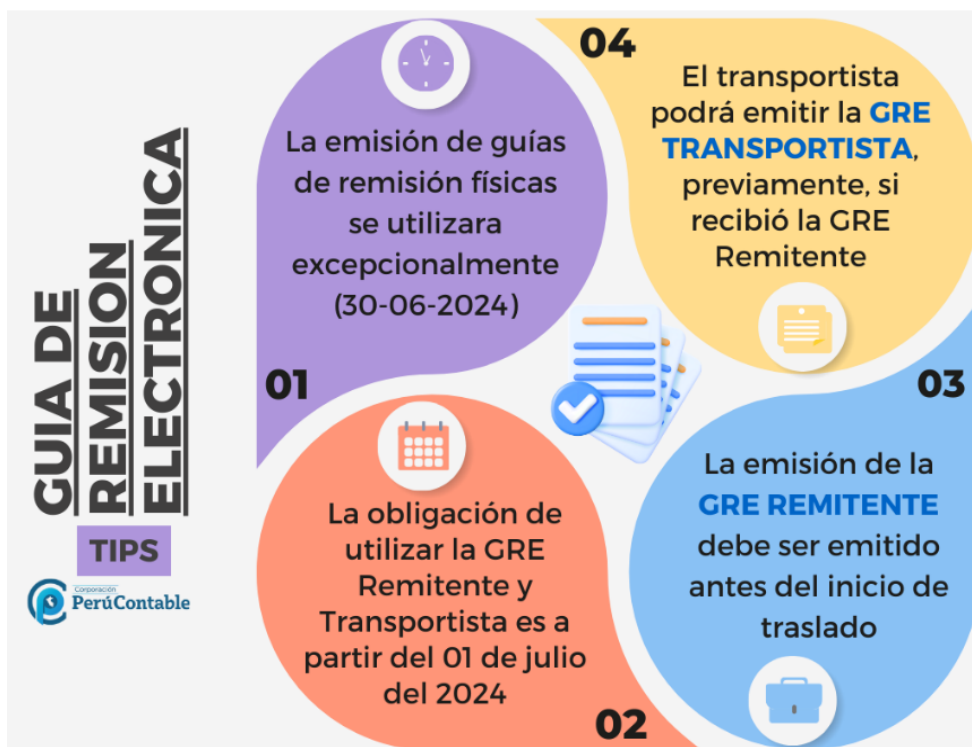 GUIA DE
REMISION
ELECTRONICA
TIPS
Corporación
PerúContable
La emisión de guías
de remisión físicas
se utilizara
excepcionalmente
(30-06-2024)
01
La obligación de
utilizar la GRE
Remitente y
Transportista es a
partir del 01 de julio
del 2024
02
03
La emisión de la
GRE REMITENTE
debe ser emitido
antes del inicio de
traslado
04
El transportista
podrá emitir la GRE
TRANSPORTISTA,
previamente, si
recibió la GRE
Remitente